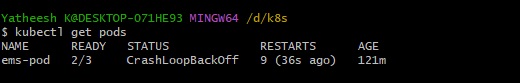 Yatheesh K@DESKTOP-O71HE93 MINGW64 /d/k8s
$ kubectl get pods
NAME READY STATUS RESTARTS AGE
ems-pod 2/3 CrashLoopBackOff 9 (36s ago) 121m